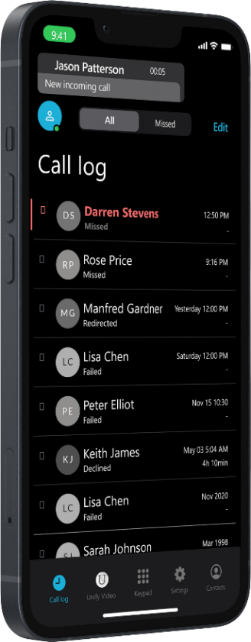 9:41
Jason Patterson 00:05
New incoming call
All Missed Edit
Call log
DS Darren Stevens 12:50 PM
Missed -
RP Rose Price 9:16 PM
Missed -
MG Manfred Gardner Yesterday 12:00 PM
Redirected -
LC Lisa Chen Saturday 12:00 PM
Failed -
PE Peter Elliot Nov 15 10:30
Failed -
KJ Keith James May 03 5:04 AM
Declined 4h 10min
LC Lisa Chen Nov 2020
Failed -
SJ Sarah Johnson Mar 1998
Call log Video Keypad Settings Contacts